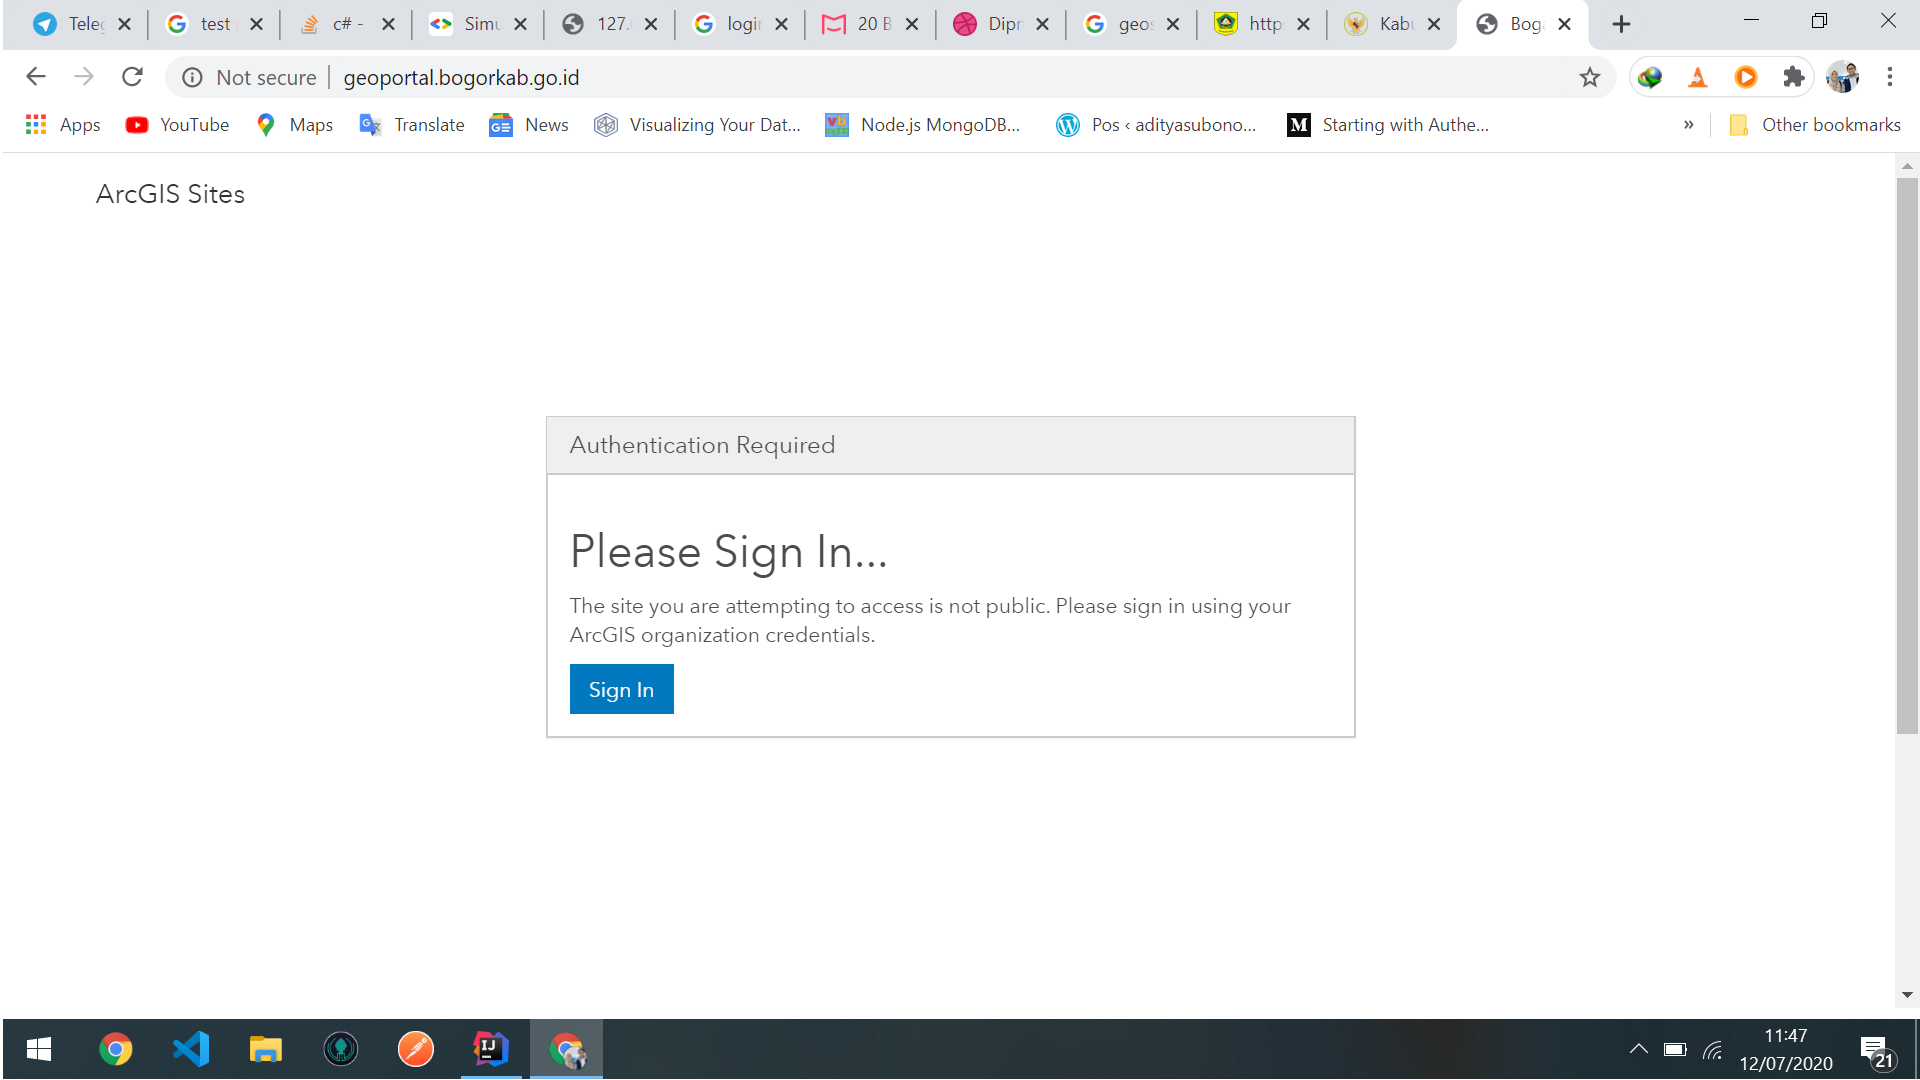 Teleg
test
c# -
Simu
127.
login
20 B
Dipr
geos
http
Kabu
Boga
Not secure
geoportal.bogorkab.go.id
Apps
YouTube
Maps
Translate
News
Visualizing Your Dat...
Node.js MongoDB...
Pos ‹ adityasubono...
Starting with Authe...
»
Other bookmarks
ArcGIS Sites
Authentication Required
Please Sign In...
The site you are attempting to access is not public. Please sign in using your
ArcGIS organization credentials.
Sign In
11:47
12/07/2020
21